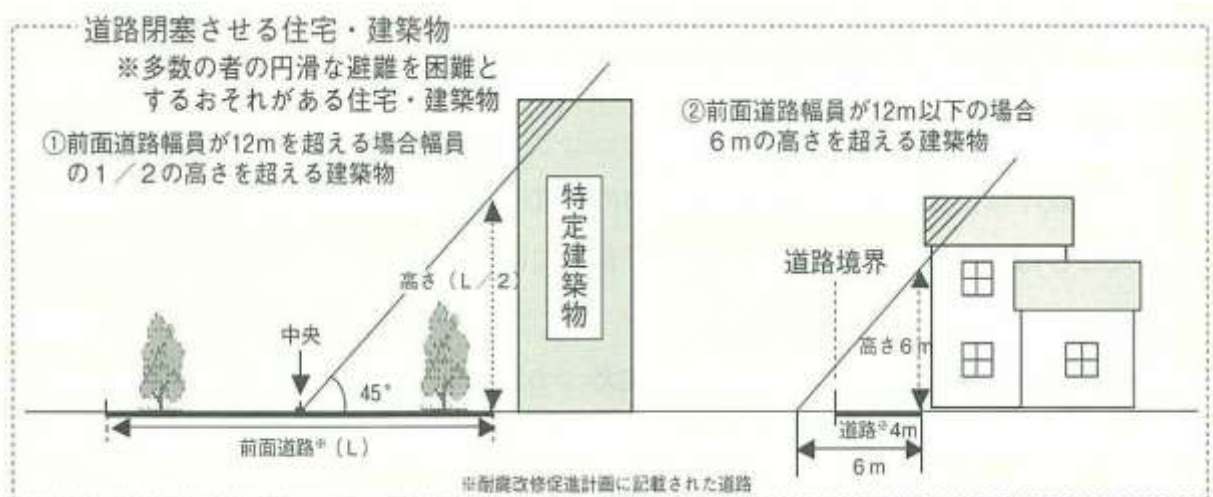 道路閉塞させる住宅・建築物
※多数の者の円滑な避難を困難と
するおそれがある住宅・建築物
①前面道路幅員が12mを超える場合幅員
の1／2の高さを超える建築物
②前面道路幅員が12m以下の場合
6mの高さを超える建築物
特定建築物
高さ（L／2）
中央
45°
前面道路※（L）
道路境界
高さ6m
道路※4m
6m
※耐震改修促進計画に記載された道路